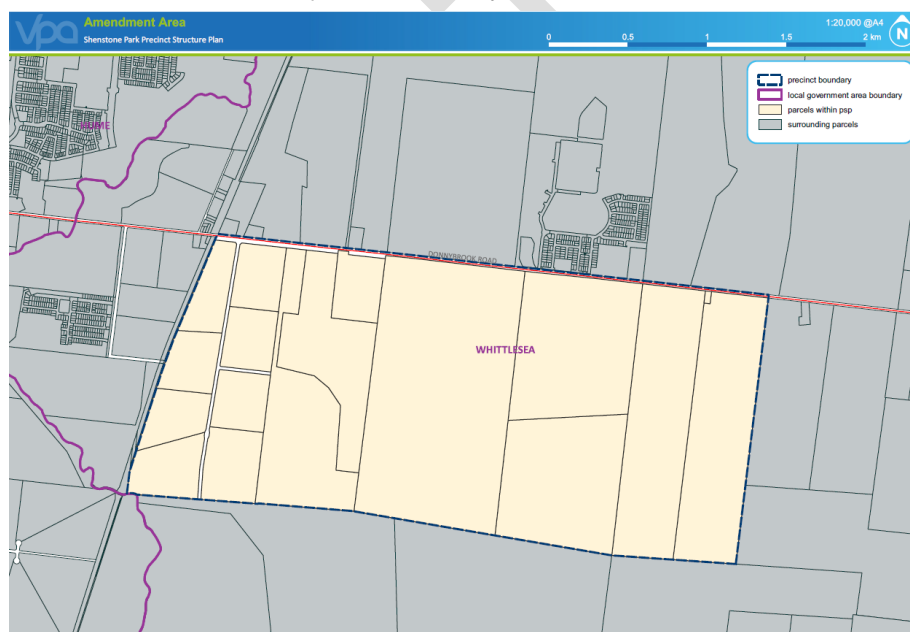 vpa
Amendment Area
Shenstone Park Precinct Structure Plan
1:20,000 @A4
0 0.5 1 1.5 2 km
N
precinct boundary
local government area boundary
parcels within psp
surrounding parcels
HUME
DONNYBROOK ROAD
WHITTLESEA